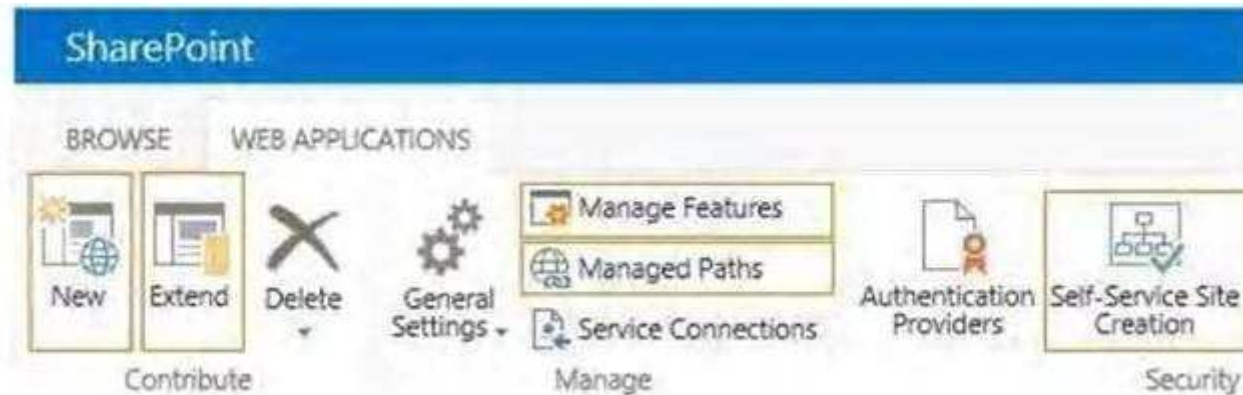 SharePoint
BROWSE WEB APPLICATIONS
New
Extend
Delete
General
Settings
Manage Features
Managed Paths
Service Connections
Authentication
Providers
Self-Service Site
Creation
Contribute
Manage
Security